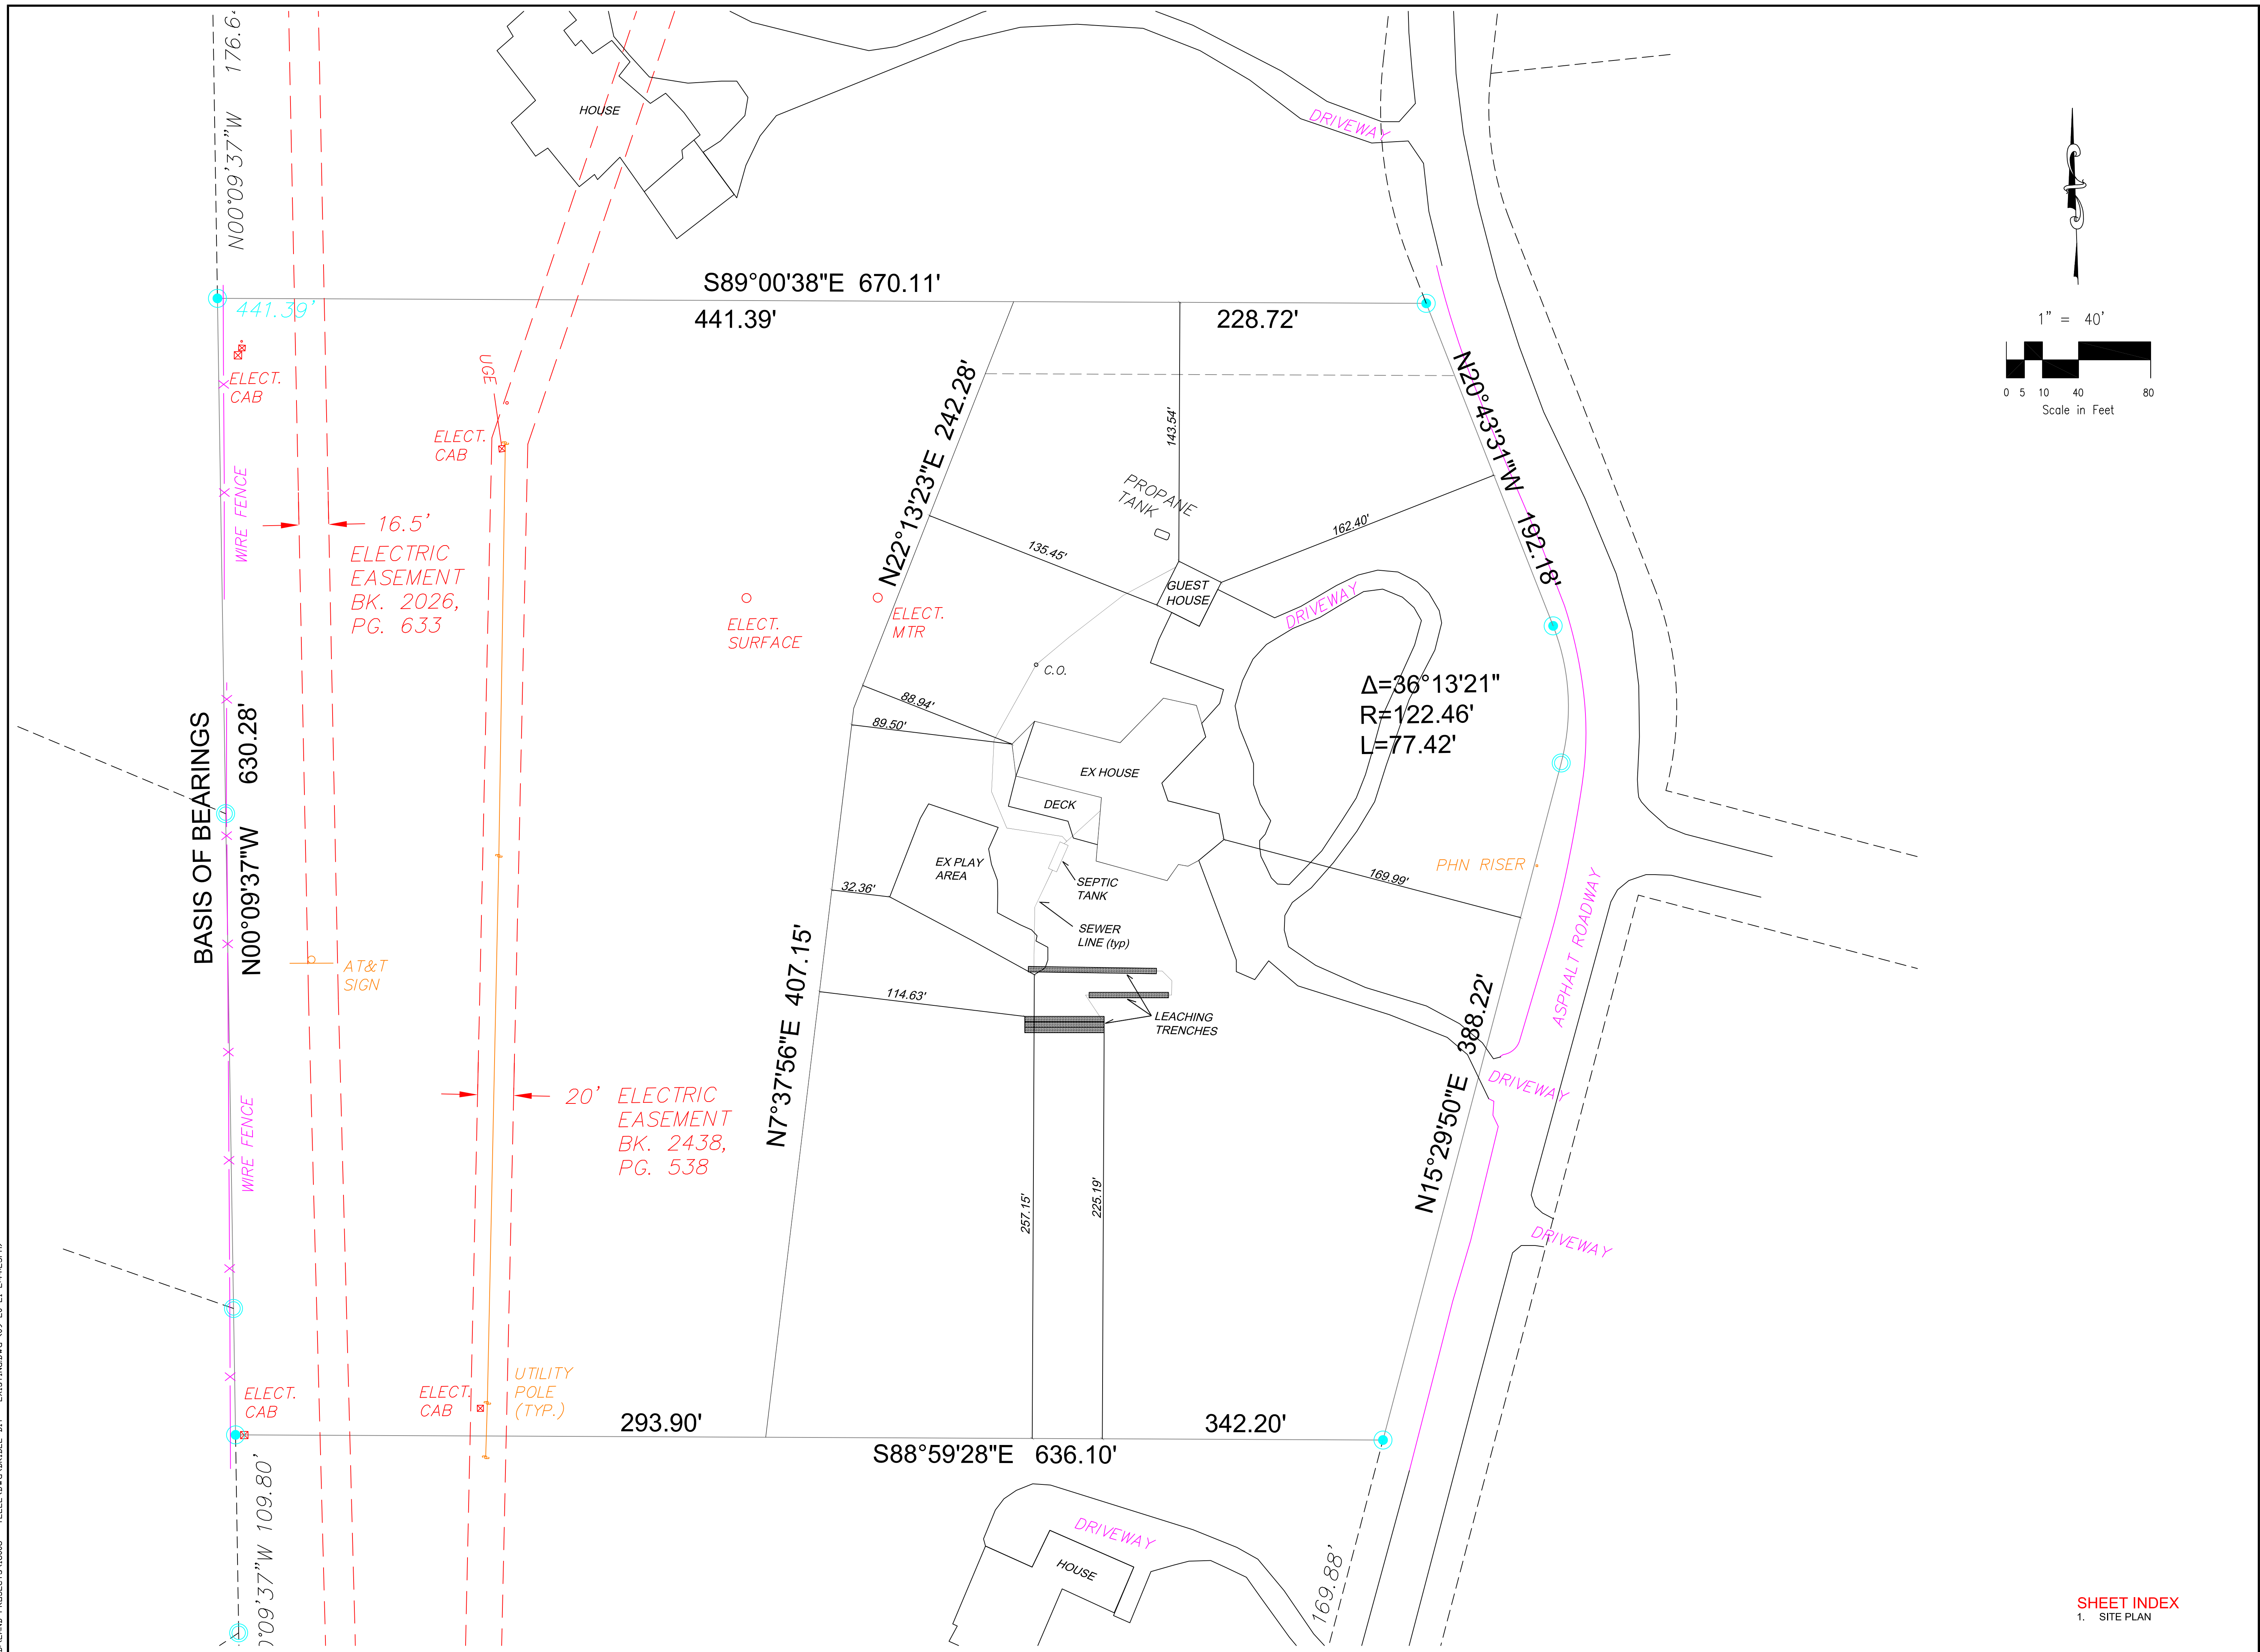 N00°09'37"W 176.6'
HOUSE
DRIVEWAY
1" = 40'
0 5 10 40 80
Scale in Feet
S89°00'38"E 670.11'
441.39'
441.39'
228.72'
ELECT.
CAB
UGE
ELECT.
CAB
WIRE FENCE
16.5'
ELECTRIC
EASEMENT
BK. 2026,
PG. 633
N22°13'23"E 242.28'
143.54'
N20°43'31"W 192.18'
PROPANE
TANK
162.40'
135.45'
GUEST
HOUSE
DRIVEWAY
ELECT.
SURFACE
ELECT.
MTR
C.O.
Δ=36°13'21"
R=122.46'
L=77.42'
88.94'
89.50'
BASIS OF BEARINGS
N00°09'37"W 630.28'
EX HOUSE
DECK
EX PLAY
AREA
32.36'
SEPTIC
TANK
169.99'
PHN RISER
SEWER
LINE (typ)
ASPHALT ROADWAY
AT&T
SIGN
N7°37'56"E 407.15'
114.63'
LEACHING
TRENCHES
N15°29'50"E 388.22'
DRIVEWAY
20' ELECTRIC
EASEMENT
BK. 2438,
PG. 538
WIRE FENCE
257.15'
225.19'
DRIVEWAY
ELECT.
CAB
ELECT.
CAB
UTILITY
POLE
(TYP.)
293.90'
342.20'
S88°59'28"E 636.10'
0°09'37"W 109.80'
DRIVEWAY
HOUSE
169.88'
SHEET INDEX
1. SITE PLAN